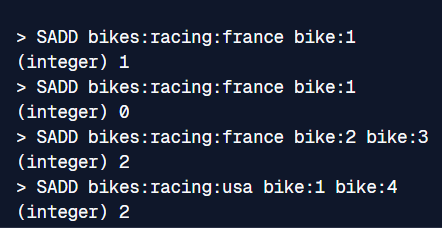 > SADD bikes:racing:france bike:1
(integer) 1
> SADD bikes:racing:france bike:1
(integer) 0
> SADD bikes:racing:france bike:2 bike:3
(integer) 2
> SADD bikes:racing:usa bike:1 bike:4
(integer) 2